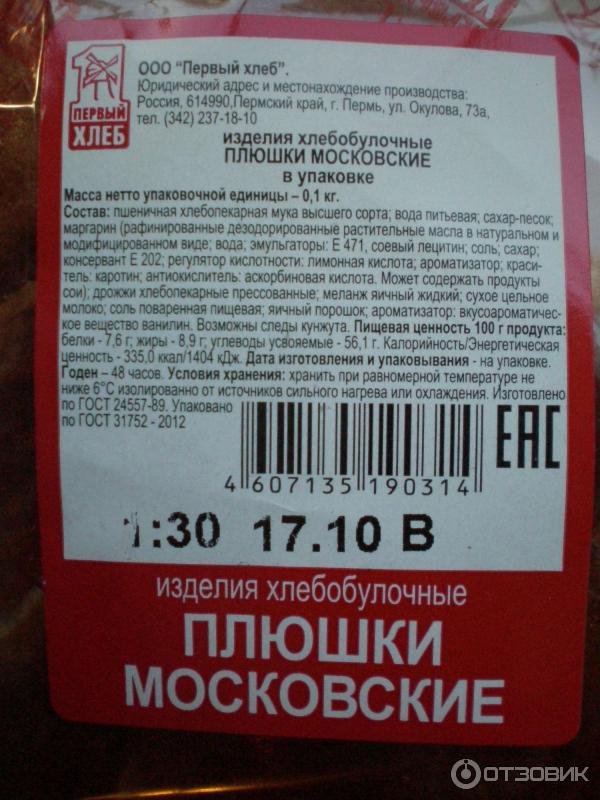 1
ПЕРВЫЙ
ХЛЕБ
ООО "Первый хлеб".
Юридический адрес и местонахождение производства:
Россия, 614990,Пермский край, г. Пермь, ул. Окулова, 73а,
тел. (342) 237-18-10
изделия хлебобулочные
ПЛЮШКИ МОСКОВСКИЕ
в упаковке
Масса нетто упаковочной единицы – 0,1 кг.
Состав: пшеничная хлебопекарная мука высшего сорта; вода питьевая; сахар-песок;
маргарин (рафинированные дезодорированные растительные масла в натуральном и
модифицированном виде; вода; эмульгаторы: Е 471, соевый лецитин; соль; сахар;
консервант Е 202; регулятор кислотности: лимонная кислота; ароматизатор; краси-
тель: каротин; антиокислитель: аскорбиновая кислота. Может содержать продукты
сои); дрожжи хлебопекарные прессованные; меланж яичный жидкий; сухое цельное
молоко; соль поваренная пищевая; яичный порошок; ароматизатор: вкусоароматичес-
кое вещество ванилин. Возможны следы кунжута. Пищевая ценность 100 г продукта:
белки - 7,6 г; жиры - 8,9 г; углеводы усвояемые - 56,1 г. Калорийность/Энергетическая
ценность - 335,0 ккал/1404 кДж. Дата изготовления и упаковывания - на упаковке.
Годен – 48 часов. Условия хранения: хранить при равномерной температуре не
ниже 6°С изолированно от источников сильного нагрева или охлаждения. Изготовлено
по ГОСТ 24557-89. Упаковано
по ГОСТ 31752 - 2012
EAC
4 607135 190314
1:30 17.10 В
изделия хлебобулочные
ПЛЮШКИ
МОСКОВСКИЕ
ОТЗОВИК